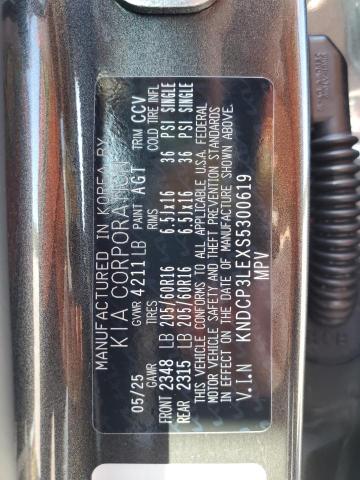 MANUFACTURED IN KOREA BY
KIA CORPORATION
GVWR 4211LB PAINT AGT TRIM CCV
05/25 GAWR RIMS COLD TIRE INFL
FRONT 2348 LB 205/60R16 6.5JX16 36 PSI SINGLE
REAR 2315 LB 205/60R16 6.5JX16 36 PSI SINGLE
THIS VEHICLE CONFORMS TO ALL APPLICABLE U.S.A. FEDERAL
MOTOR VEHICLE SAFETY AND THEFT PREVENTION STANDARDS
IN EFFECT ON THE DATE OF MANUFACTURE SHOWN ABOVE.
V.I.N KNDCP3LEXS5300619
MPV